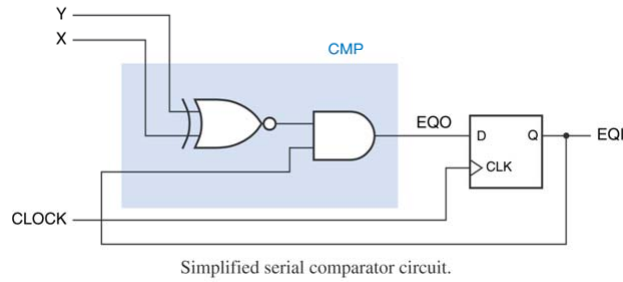 Y
X
CMP
EQO
D
Q
EQI
CLK
CLOCK
Simplified serial comparator circuit.